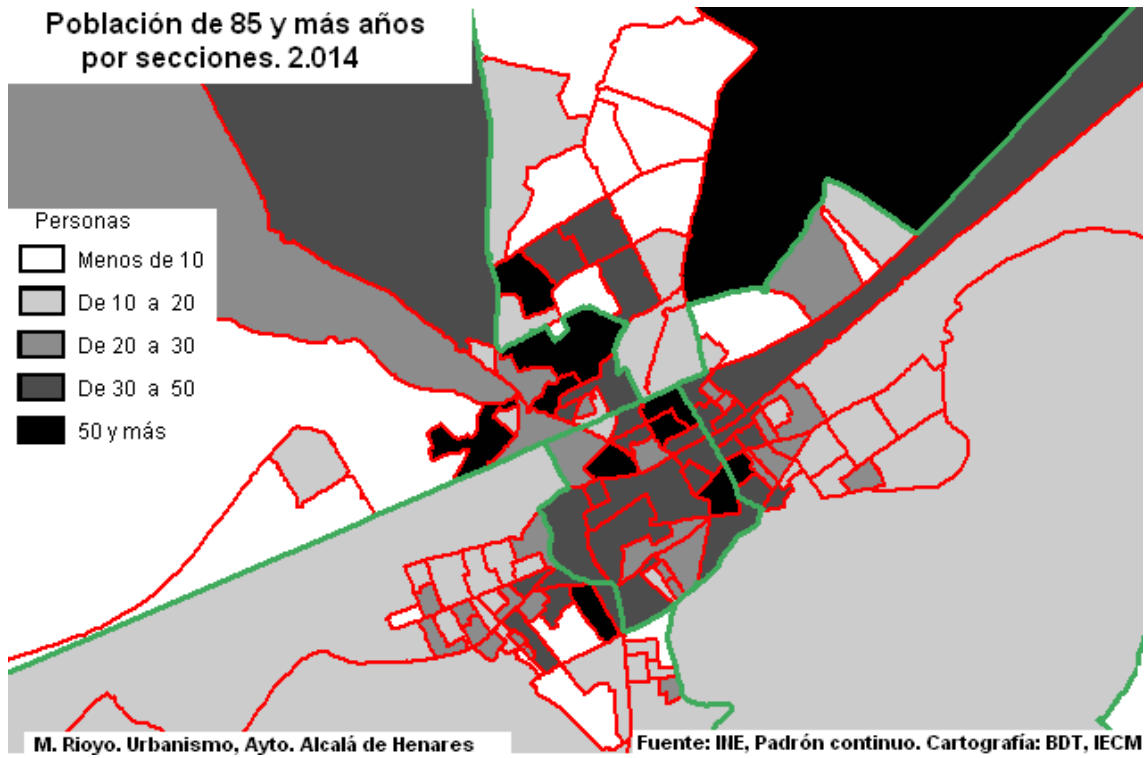 Población de 85 y más años
por secciones. 2.014
Personas
Menos de 10
De 10 a 20
De 20 a 30
De 30 a 50
50 y más
M. Rioyo. Urbanismo, Ayto. Alcalá de Henares
Fuente: INE, Padrón continuo. Cartografía: BDT, IECM